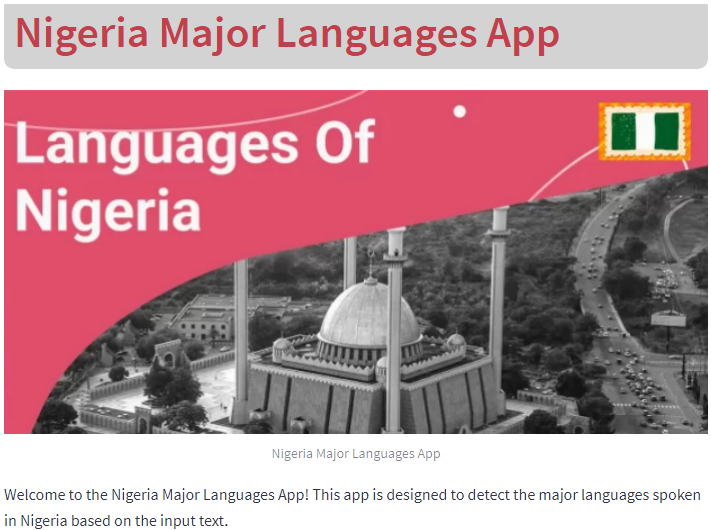 Nigeria Major Languages App
Languages Of
Nigeria
Nigeria Major Languages App
Welcome to the Nigeria Major Languages App! This app is designed to detect the major languages spoken
in Nigeria based on the input text.